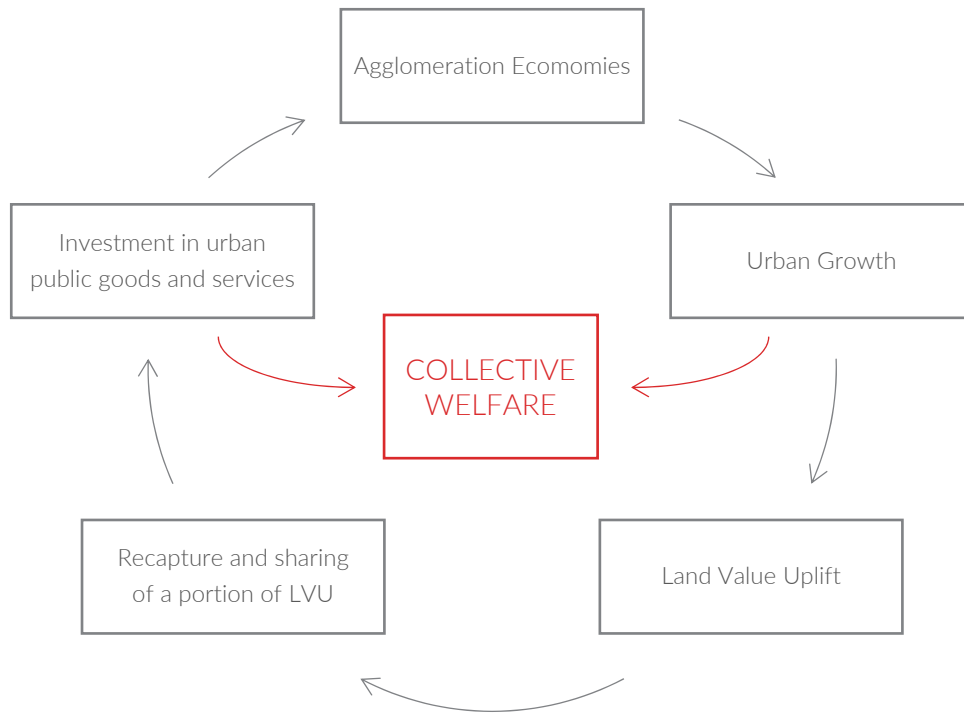 Agglomeration Ecomomies
Investment in urban
public goods and services
Urban Growth
COLLECTIVE
WELFARE
Recapture and sharing
of a portion of LVU
Land Value Uplift